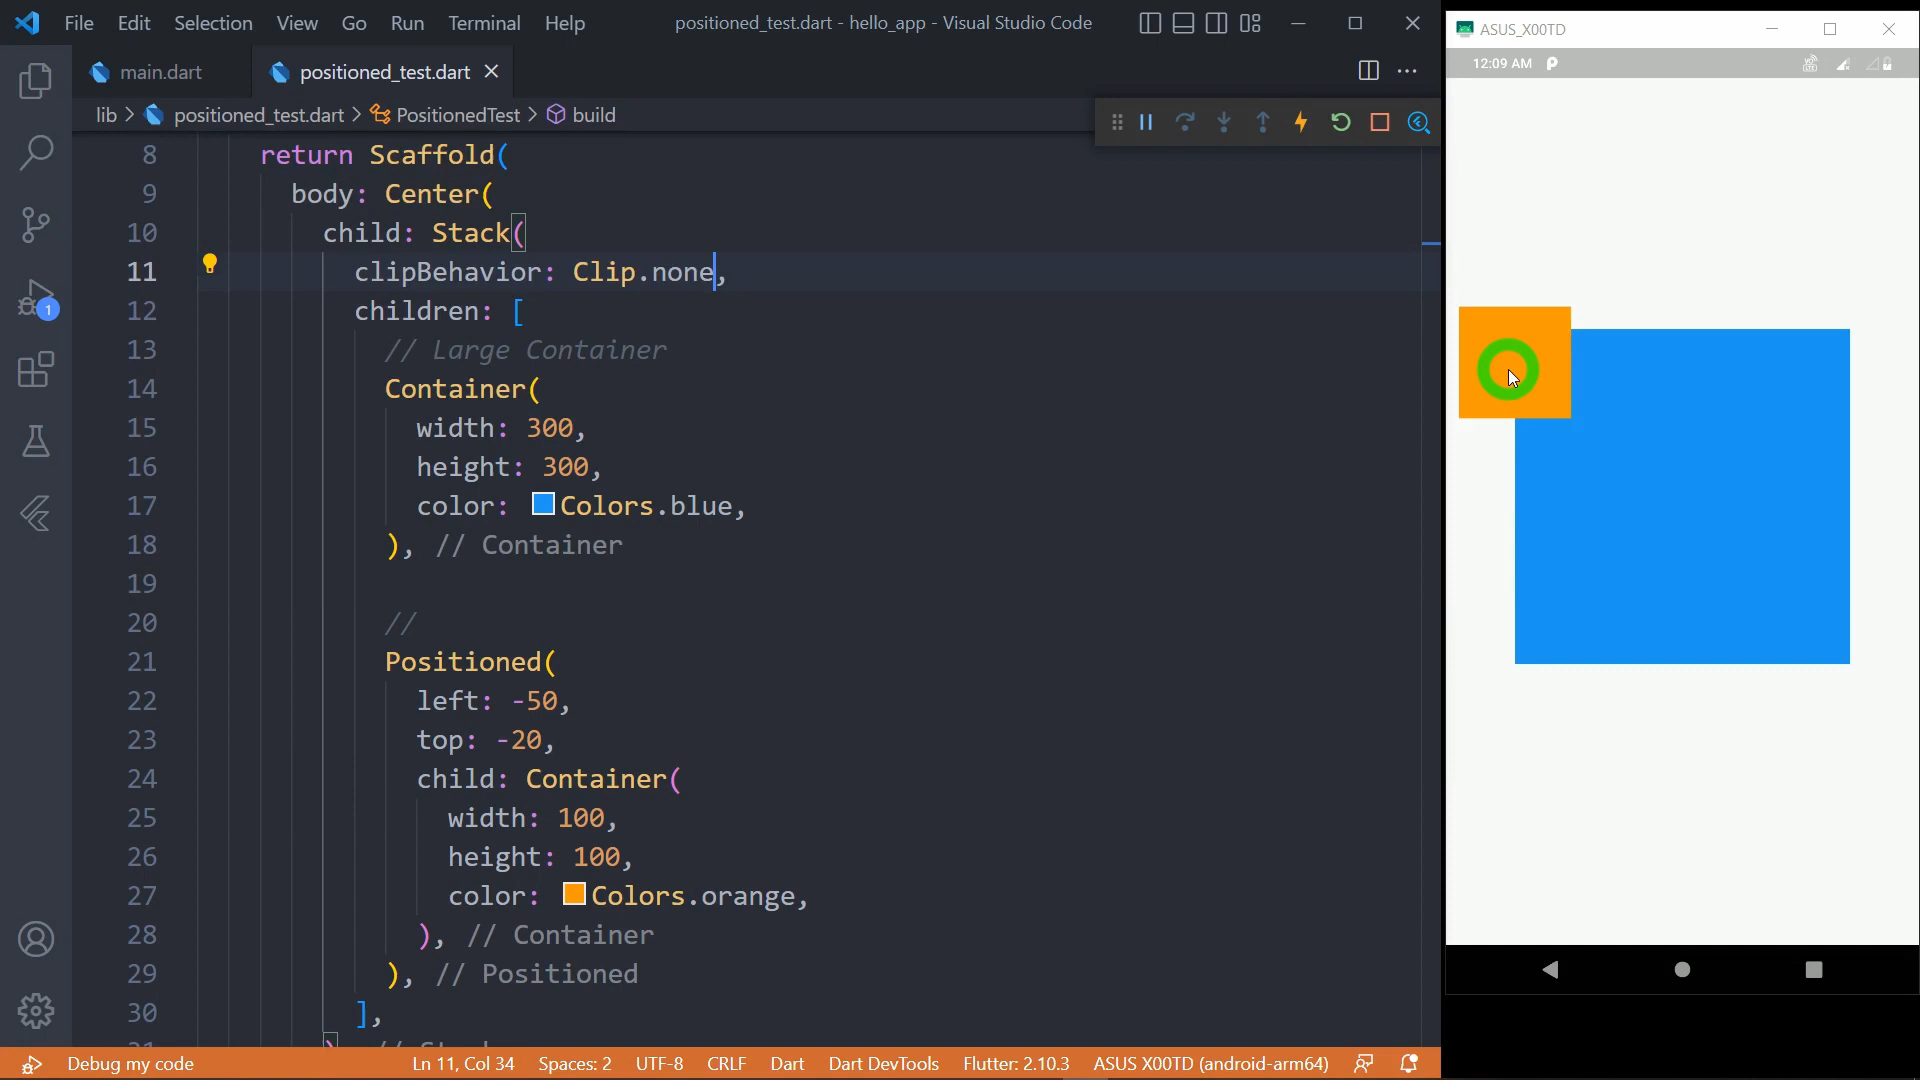 File Edit Selection View Go Run Terminal Help
positioned_test.dart - hello_app - Visual Studio Code
main.dart
positioned_test.dart
lib > positioned_test.dart > PositionedTest > build
8 return Scaffold(
9 body: Center(
10 child: Stack(
11 clipBehavior: Clip.none,
12 children: [
13 // Large Container
14 Container(
15 width: 300,
16 height: 300,
17 color: Colors.blue,
18 ), // Container
19
20 //
21 Positioned(
22 left: -50,
23 top: -20,
24 child: Container(
25 width: 100,
26 height: 100,
27 color: Colors.orange,
28 ), // Container
29 ), // Positioned
30 ],
1
Debug my code
Ln 11, Col 34 Spaces: 2 UTF-8 CRLF Dart Dart DevTools Flutter: 2.10.3 ASUS X00TD (android-arm64)
ASUS_X00TD
12:09 AM